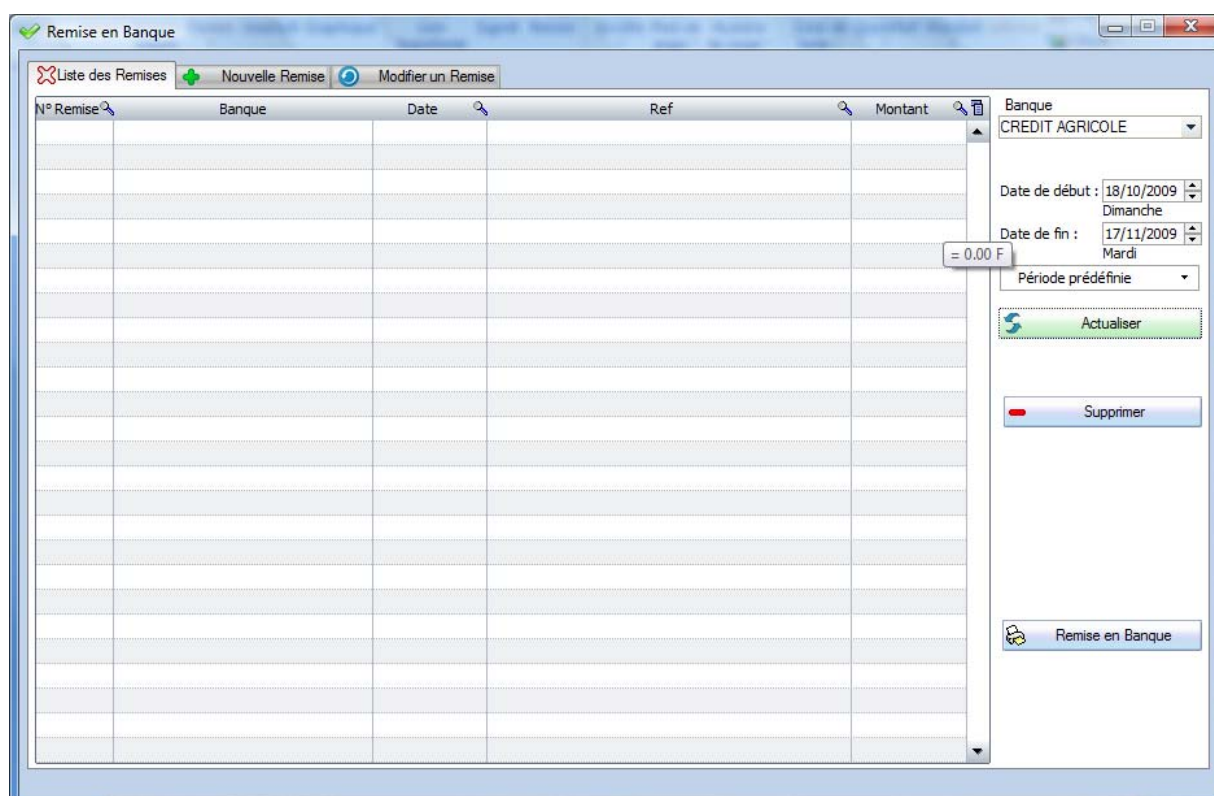 Remise en Banque
Liste des Remises Nouvelle Remise Modifier un Remise
N° Remise Banque Date Ref Montant
Banque
CREDIT AGRICOLE
Date de début : 18/10/2009
Dimanche
Date de fin : 17/11/2009
Mardi
= 0.00 F
Période prédéfinie
Actualiser
Supprimer
Remise en Banque